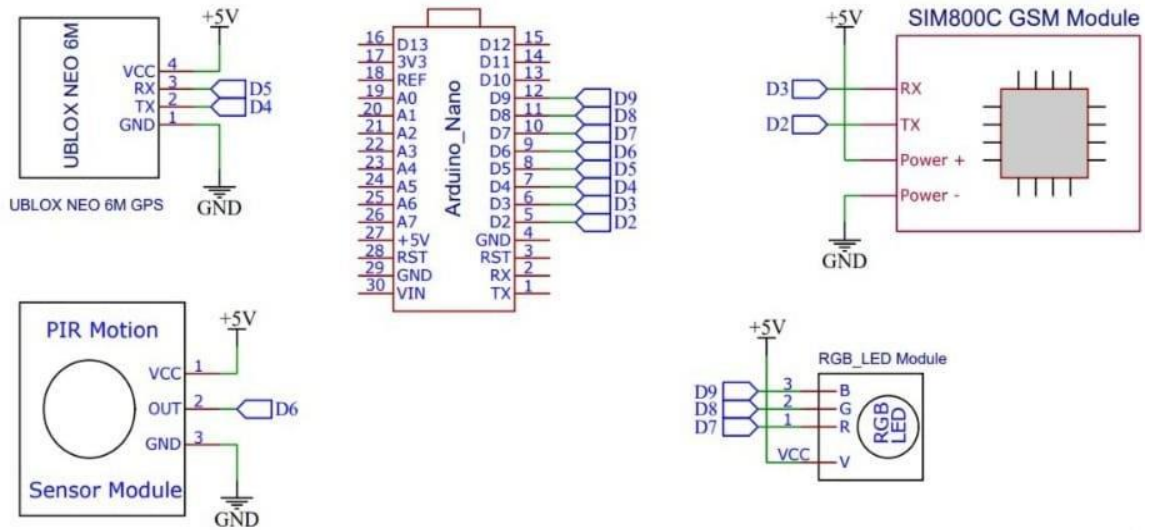 +5V
UBLOX NEO 6M
VCC 4
RX 3 D5
TX 2 D4
GND 1
GND
UBLOX NEO 6M GPS
Arduino_Nano
16 D13 D12 15
17 3V3 D11 14
18 REF D10 13
19 A0 D9 12 D9
20 A1 D8 11 D8
21 A2 D7 10 D7
22 A3 D6 9 D6
23 A4 D5 8 D5
24 A5 D4 7 D4
25 A6 D3 6 D3
26 A7 D2 5 D2
27 +5V GND 4
28 RST RST 3
29 GND RX 2
30 VIN TX 1
SIM800C GSM Module
+5V
D3 RX
D2 TX
Power +
Power -
GND
PIR Motion
+5V
VCC 1
OUT 2 D6
GND 3
Sensor Module
GND
+5V
RGB_LED Module
D9 3 B
D8 2 G
D7 1 R
VCC V
RGB
LED